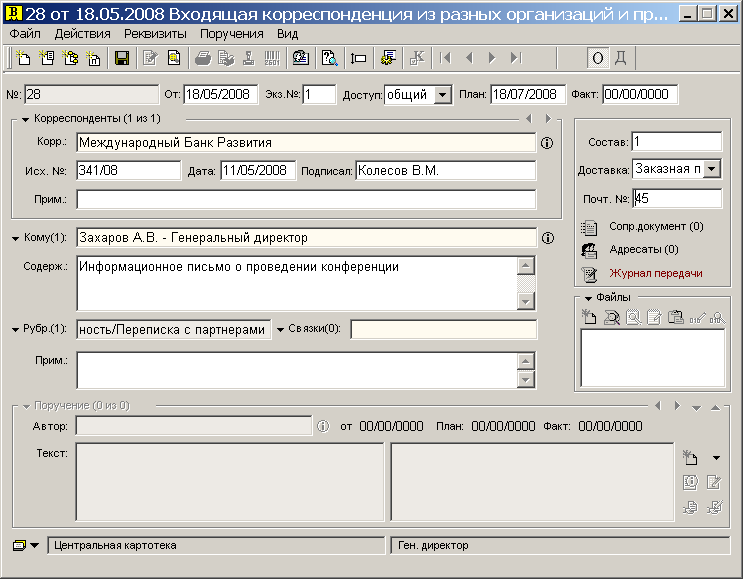 28 от 18.05.2008 Входящая корреспонденция из разных организаций и пр...
Файл Действия Реквизиты Поручения Вид
О Д
№: 28 От: 18/05/2008 Экз.№: 1 Доступ: общий План: 18/07/2008 Факт: 00/00/0000
Корреспонденты (1 из 1)
Корр.: Международный Банк Развития
Исх. №: 341/08 Дата: 11/05/2008 Подписал: Колесов В.М.
Прим.:
Состав: 1
Доставка: Заказная п
Почт. №: 45
Сопр.документ (0)
Адресаты (0)
Журнал передачи
Кому(1): Захаров А.В. - Генеральный директор
Содерж.: Информационное письмо о проведении конференции
Файлы
Рубр.(1): ность/Переписка с партнерами Связки(0):
Прим.:
Поручение (0 из 0)
Автор: от 00/00/0000 План: 00/00/0000 Факт: 00/00/0000
Текст:
Центральная картотека Ген. директор